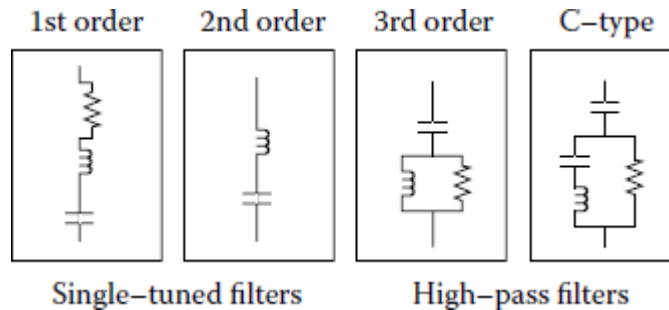 1st order 2nd order 3rd order C–type
Single–tuned filters High–pass filters